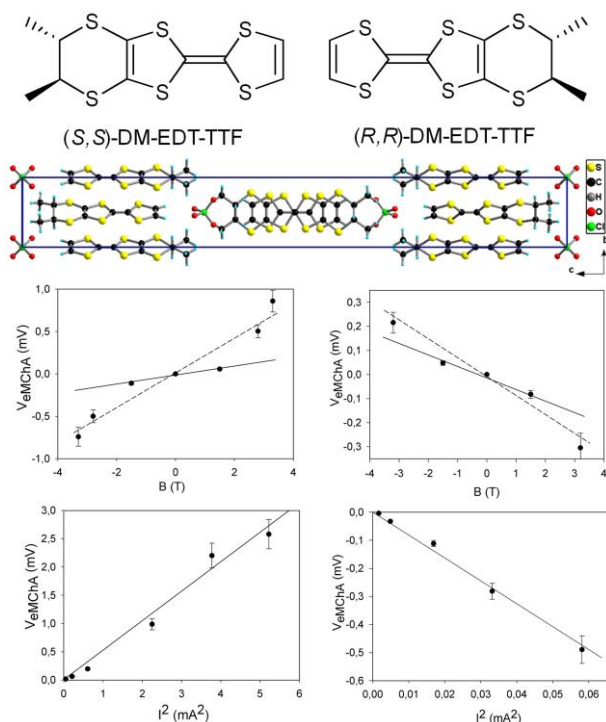 S S S S S S
S S S S S S
(S,S)-DM-EDT-TTF (R,R)-DM-EDT-TTF
S
C
H
O
Cl
b
c
VeMChA (mV)
1,0
0,5
0,0
-0,5
-1,0
-4 -2 0 2 4
B (T)
VeMChA (mV)
0,3
0,2
0,1
0,0
-0,1
-0,2
-0,3
-4 -3 -2 -1 0 1 2 3 4
B (T)
VeMChA (mV)
3,0
2,5
2,0
1,5
1,0
0,5
0,0
0 1 2 3 4 5 6
I² (mA²)
VeMChA (mV)
0,0
-0,1
-0,2
-0,3
-0,4
-0,5
-0,6
0,00 0,01 0,02 0,03 0,04 0,05 0,06
I² (mA²)